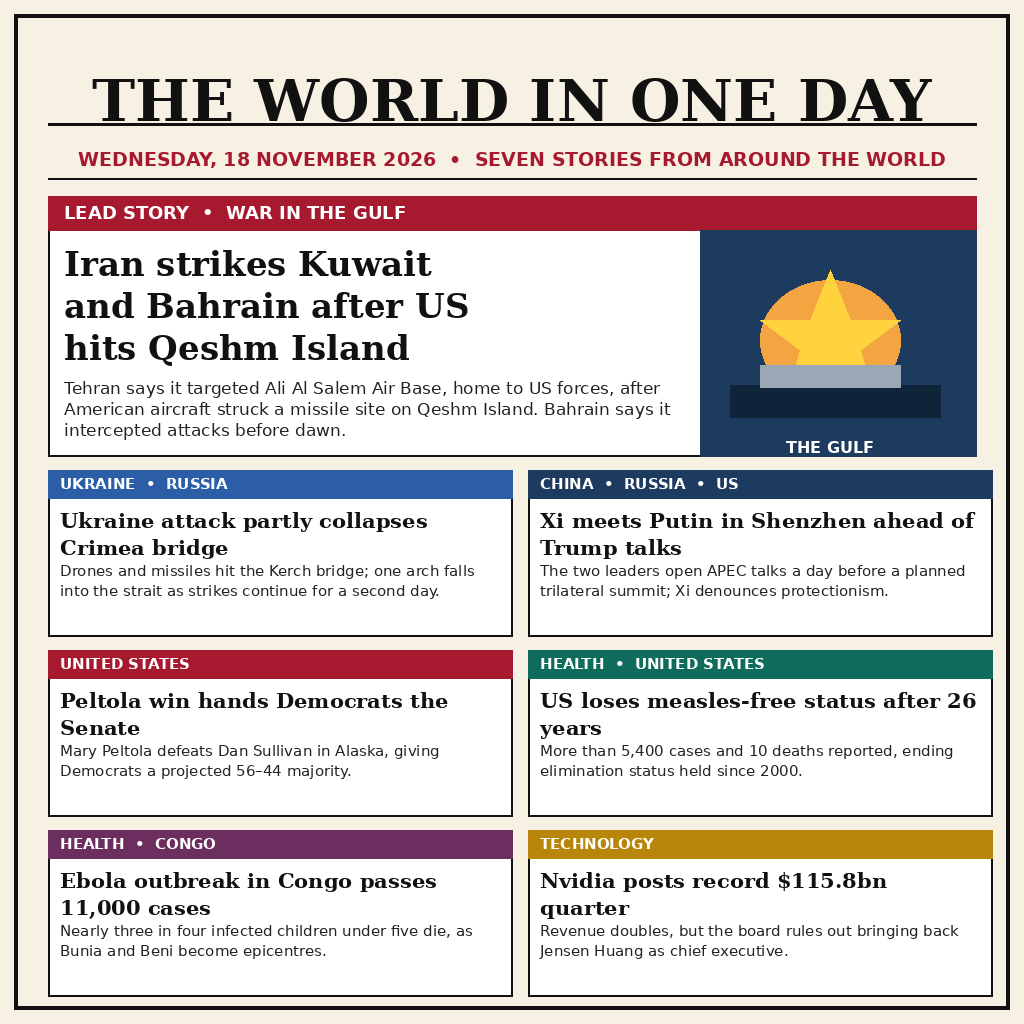 THE WORLD IN ONE DAY
WEDNESDAY, 18 NOVEMBER 2026 • SEVEN STORIES FROM AROUND THE WORLD
LEAD STORY • WAR IN THE GULF
Iran strikes Kuwait
and Bahrain after US
hits Qeshm Island
Tehran says it targeted Ali Al Salem Air Base, home to US forces, after
American aircraft struck a missile site on Qeshm Island. Bahrain says it
intercepted attacks before dawn.
THE GULF
UKRAINE • RUSSIA
Ukraine attack partly collapses
Crimea bridge
Drones and missiles hit the Kerch bridge; one arch falls
into the strait as strikes continue for a second day.
CHINA • RUSSIA • US
Xi meets Putin in Shenzhen ahead of
Trump talks
The two leaders open APEC talks a day before a planned
trilateral summit; Xi denounces protectionism.
UNITED STATES
Peltola win hands Democrats the
Senate
Mary Peltola defeats Dan Sullivan in Alaska, giving
Democrats a projected 56–44 majority.
HEALTH • UNITED STATES
US loses measles-free status after 26
years
More than 5,400 cases and 10 deaths reported, ending
elimination status held since 2000.
HEALTH • CONGO
Ebola outbreak in Congo passes
11,000 cases
Nearly three in four infected children under five die, as
Bunia and Beni become epicentres.
TECHNOLOGY
Nvidia posts record $115.8bn
quarter
Revenue doubles, but the board rules out bringing back
Jensen Huang as chief executive.